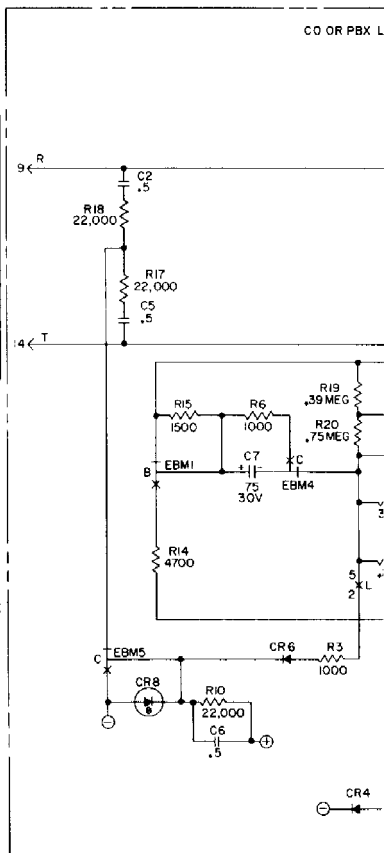 CO OR PBX L
9 R
C2
.5
R18
22,000
R17
22,000
C5
.5
14 T
R19
.39 MEG
R15
1500
R6
1000
R20
.75 MEG
C
C7
B EBM1
+
75
30V
EBM4
3
R14
4700
5
L
2
C EBM5
CR6
R3
1000
CR8
8
R10
22,000
C6
.5
CR4